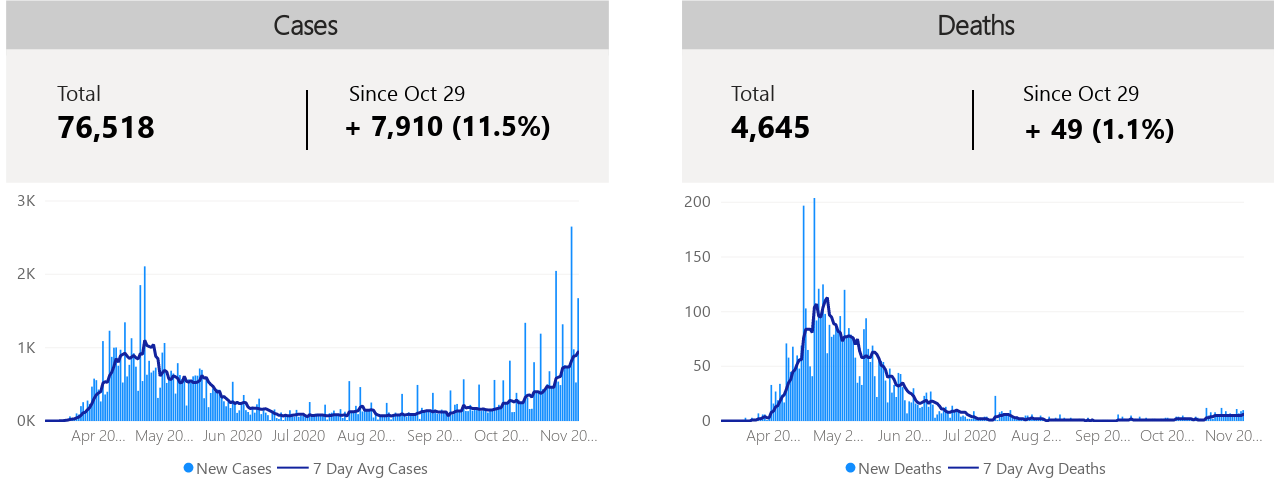 Cases
Total
76,518
Since Oct 29
+ 7,910 (11.5%)
3K
2K
1K
0K
Apr 20...
May 20...
Jun 2020
Jul 2020
Aug 20...
Sep 20...
Oct 20...
Nov 20...
New Cases
7 Day Avg Cases
Deaths
Total
4,645
Since Oct 29
+ 49 (1.1%)
200
150
100
50
0
Apr 20...
May 2...
Jun 20...
Jul 2020
Aug 2...
Sep 20...
Oct 20...
Nov 20...
New Deaths
7 Day Avg Deaths